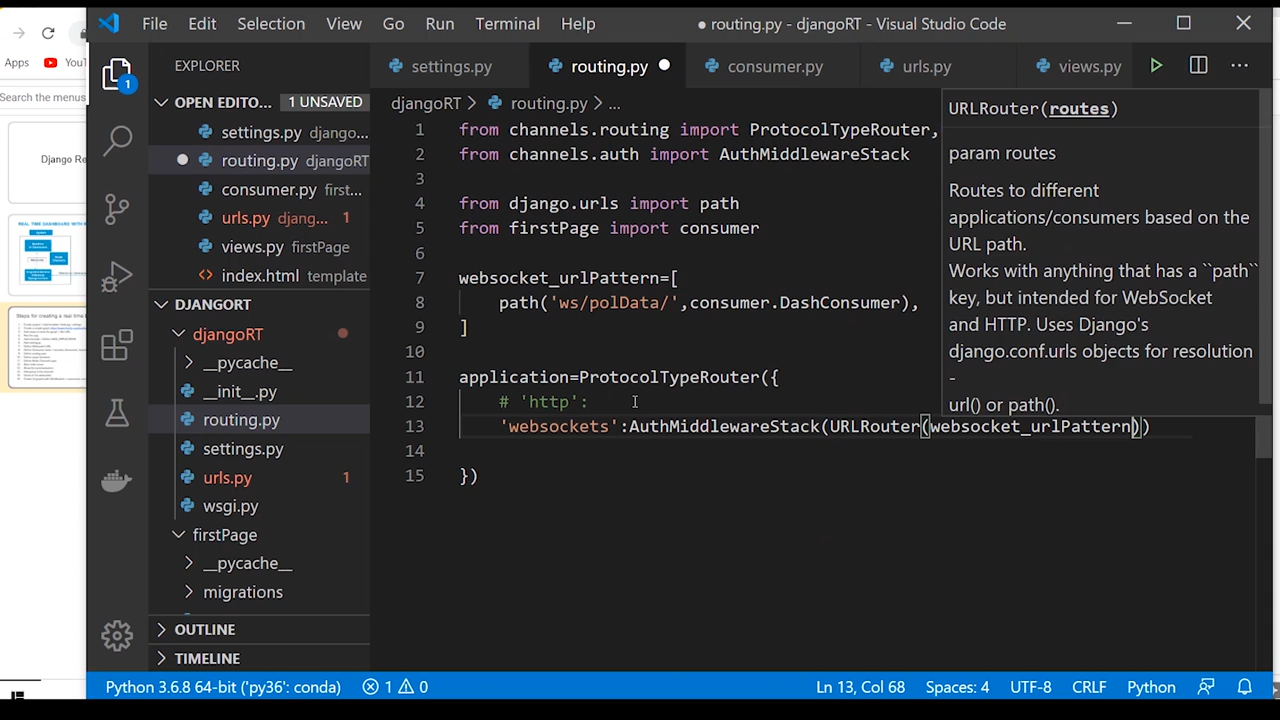 File Edit Selection View Go Run Terminal Help
● routing.py - djangoRT - Visual Studio Code
Apps
Search the menus
Django Re
EXPLORER
OPEN EDITO... 1 UNSAVED
settings.py django...
routing.py djangoRT
consumer.py first...
urls.py djang... 1
views.py firstPage
index.html template
DJANGORT
djangoRT
__pycache__
__init__.py
routing.py
settings.py
urls.py 1
wsgi.py
firstPage
__pycache__
migrations
OUTLINE
TIMELINE
settings.py routing.py consumer.py urls.py views.py
djangoRT > routing.py > ...
1 from channels.routing import ProtocolTypeRouter,
2 from channels.auth import AuthMiddlewareStack
3
4 from django.urls import path
5 from firstPage import consumer
6
7 websocket_urlPattern=[
8 path('ws/polData/',consumer.DashConsumer),
9 ]
10
11 application=ProtocolTypeRouter({
12 # 'http':
13 'websockets':AuthMiddlewareStack(URLRouter(websocket_urlPattern))
14
15 })
URLRouter(routes)
param routes
Routes to different
applications/consumers based on the
URL path.
Works with anything that has a ``path``
key, but intended for WebSocket
and HTTP. Uses Django's
django.conf.urls objects for resolution
-
url() or path().
Python 3.6.8 64-bit ('py36': conda) 1 0 Ln 13, Col 68 Spaces: 4 UTF-8 CRLF Python